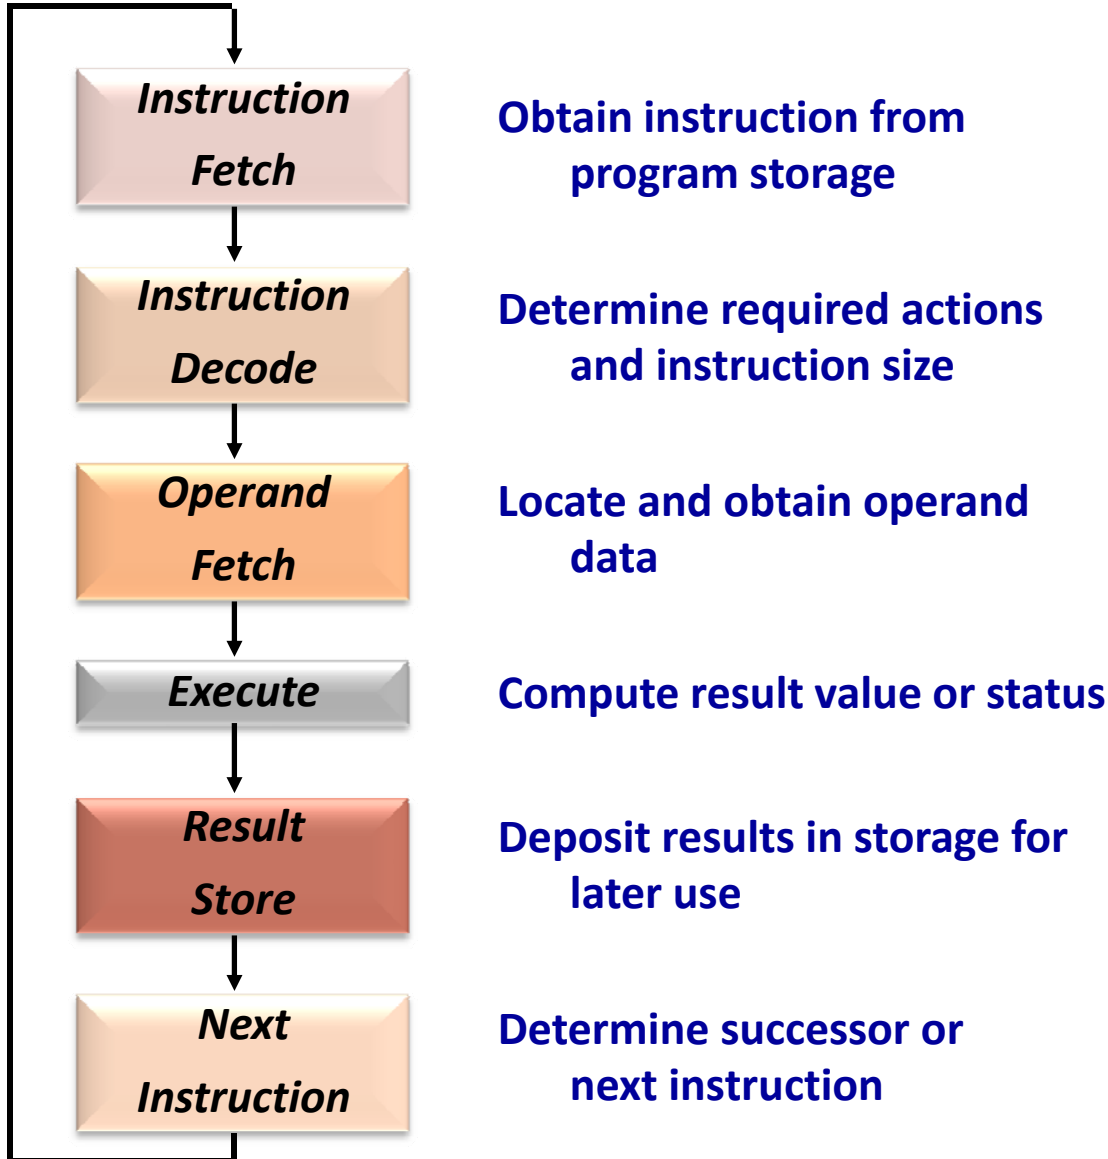 Instruction
Fetch
Obtain instruction from
program storage
Instruction
Decode
Determine required actions
and instruction size
Operand
Fetch
Locate and obtain operand
data
Execute
Compute result value or status
Result
Store
Deposit results in storage for
later use
Next
Instruction
Determine successor or
next instruction